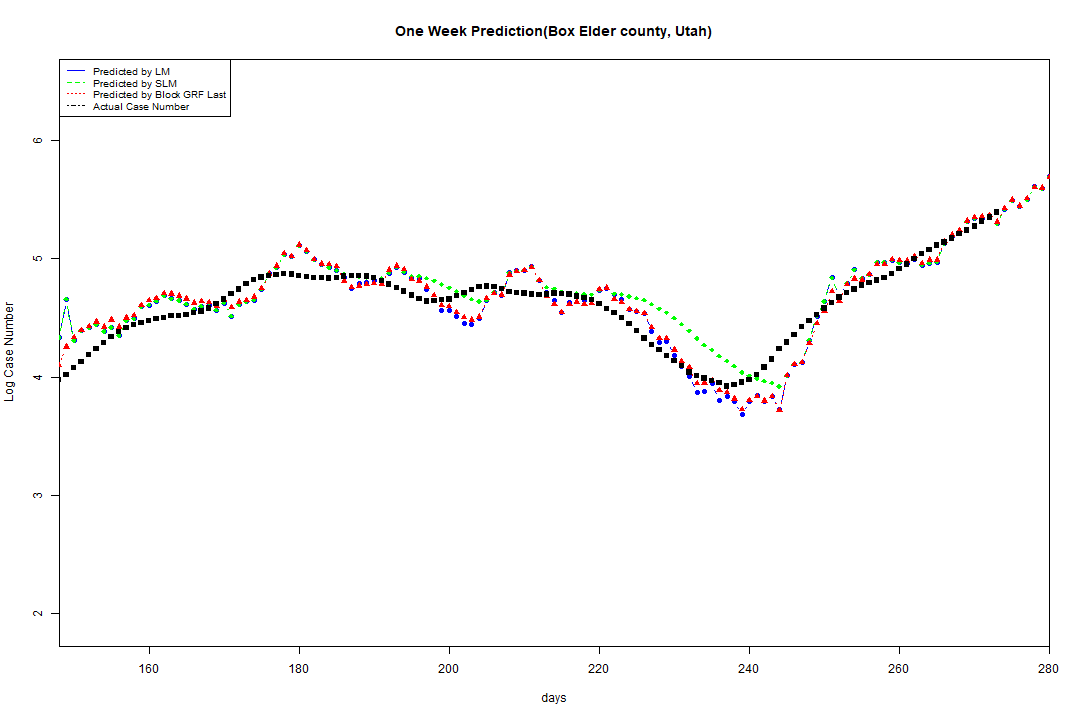 One Week Prediction(Box Elder county, Utah)
Predicted by LM
Predicted by SLM
Predicted by Block GRF Last
Actual Case Number
6
5
4
3
2
Log Case Number
160 180 200 220 240 260 280
days